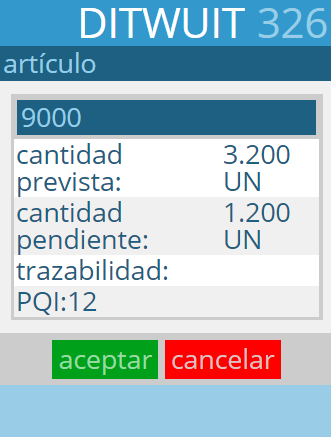 DITWUIT 326
artículo
9000
cantidad prevista: 3.200 UN
cantidad pendiente: 1.200 UN
trazabilidad:
PQI:12
aceptar cancelar